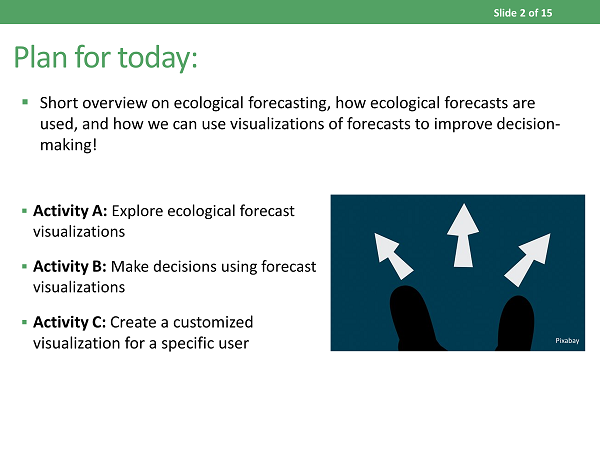 Slide 2 of 15
Plan for today:
Short overview on ecological forecasting, how ecological forecasts are
used, and how we can use visualizations of forecasts to improve decision-
making!
Activity A: Explore ecological forecast
visualizations
Activity B: Make decisions using forecast
visualizations
Activity C: Create a customized
visualization for a specific user
Pixabay